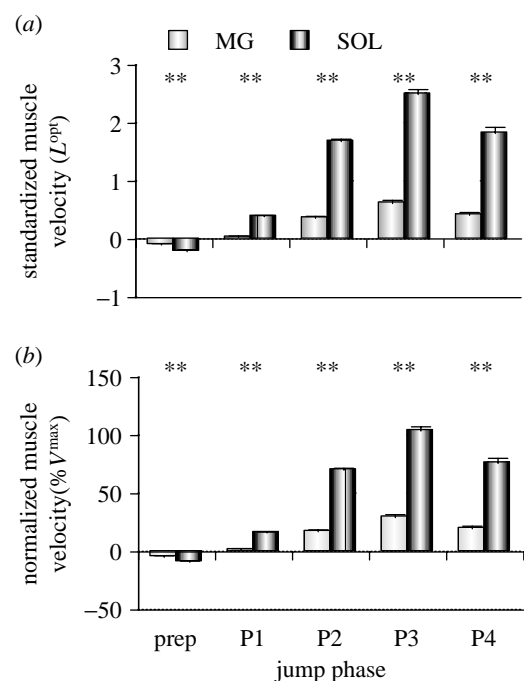 (a)
MG SOL
** ** ** ** **
3
2
1
0
−1
standardized muscle
velocity (L^opt)
(b)
** ** ** ** **
150
100
50
0
−50
normalized muscle
velocity(% V^max)
prep P1 P2 P3 P4
jump phase